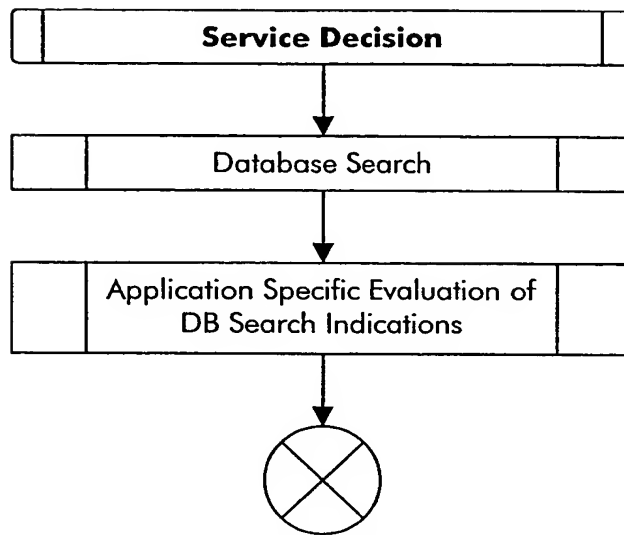 Service Decision
Database Search
Application Specific Evaluation of
DB Search Indications